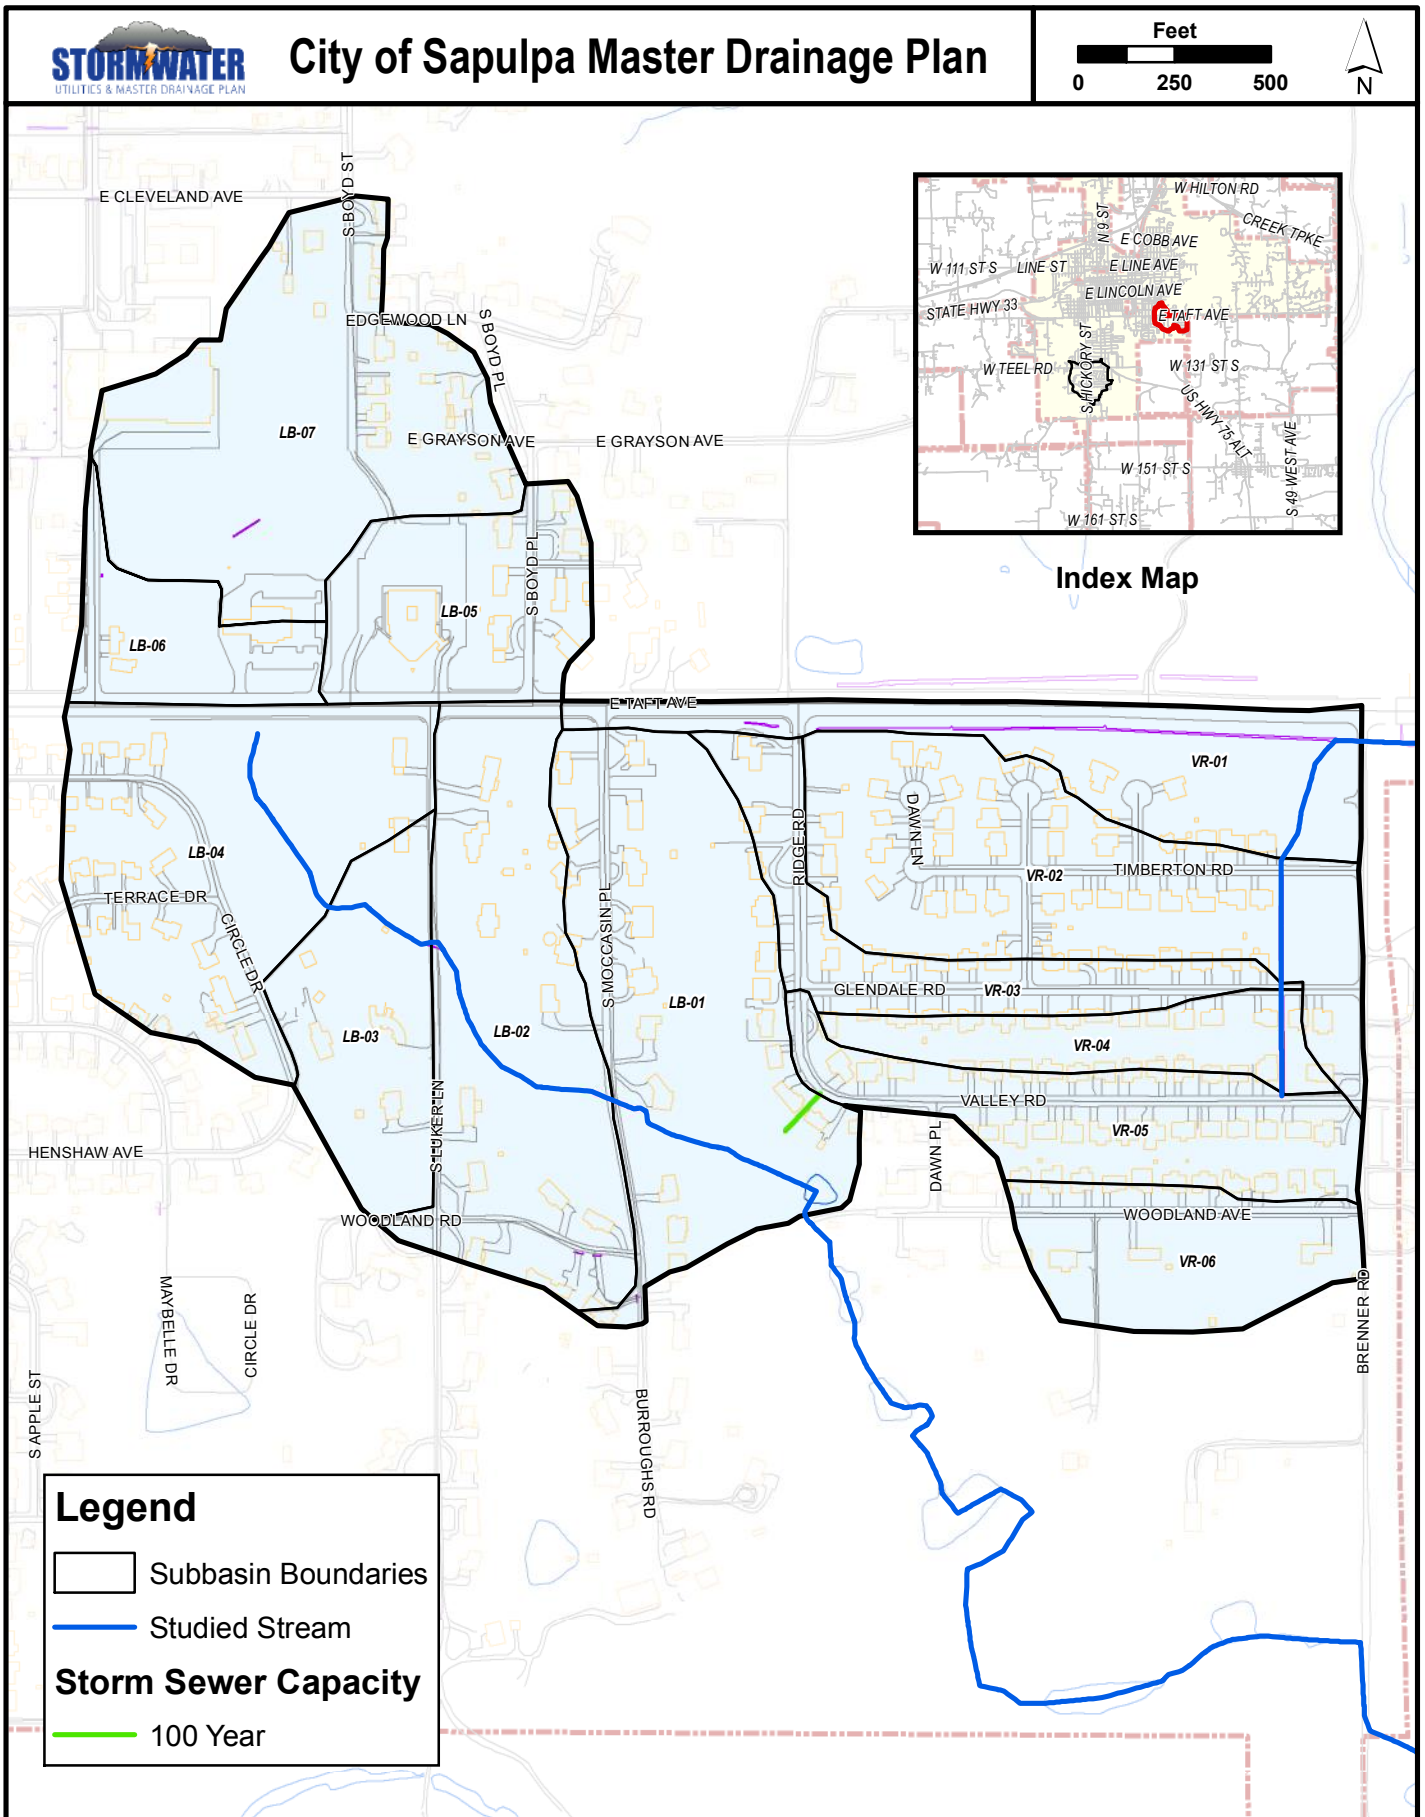 STORMWATER
UTILITIES & MASTER DRAINAGE PLAN
City of Sapulpa Master Drainage Plan
Feet
0 250 500
N
E CLEVELAND AVE
S BOYD ST
EDGEWOOD LN
S BOYD PL
LB-07
E GRAYSON AVE
E GRAYSON AVE
W HILTON RD
N 9 ST
CREEK TPKE
E COBB AVE
W 111 ST S
LINE ST
E LINE AVE
E LINCOLN AVE
STATE HWY 33
E TAFT AVE
S HICKORY ST
W TEEL RD
W 131 ST S
US HWY 75 ALT
S 49 WEST AVE
W 151 ST S
W 161 ST S
Index Map
S BOYD PL
LB-05
LB-06
E TAFT AVE
VR-01
DAWN LN
RIDGE RD
LB-04
TERRACE DR
VR-02
TIMBERTON RD
CIRCLE DR
S MOCCASIN PL
GLENDALE RD
VR-03
LB-01
LB-03
LB-02
VR-04
S LUKER LN
VALLEY RD
VR-05
HENSHAW AVE
DAWN PL
WOODLAND RD
WOODLAND AVE
VR-06
MAYBELLE DR
CIRCLE DR
BRENNER RD
S APPLE ST
BURROUGHS RD
Legend
Subbasin Boundaries
Studied Stream
Storm Sewer Capacity
100 Year